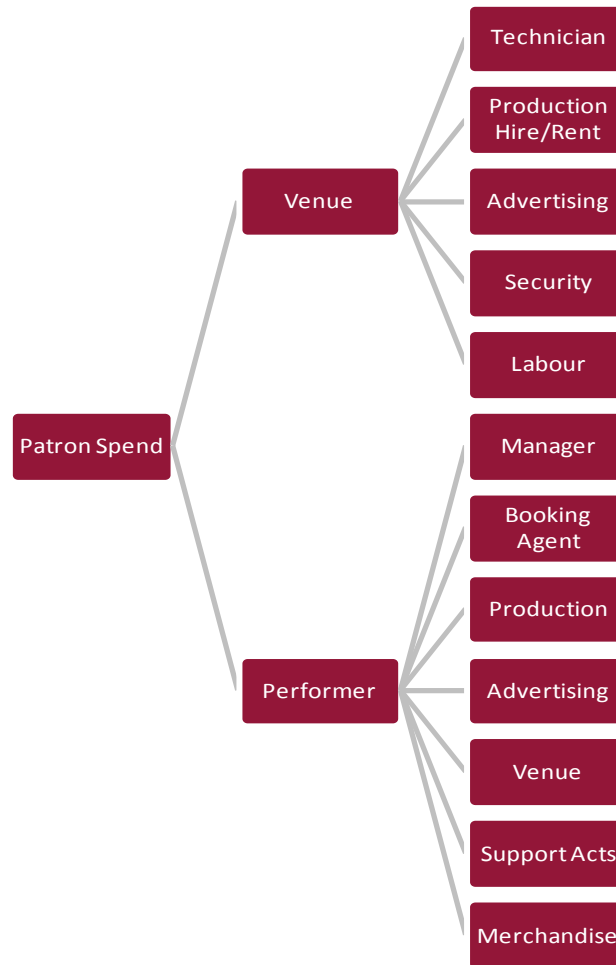 Technician
Production
Hire/Rent
Venue
Advertising
Security
Labour
Patron Spend
Manager
Booking
Agent
Production
Performer
Advertising
Venue
Support Acts
Merchandise